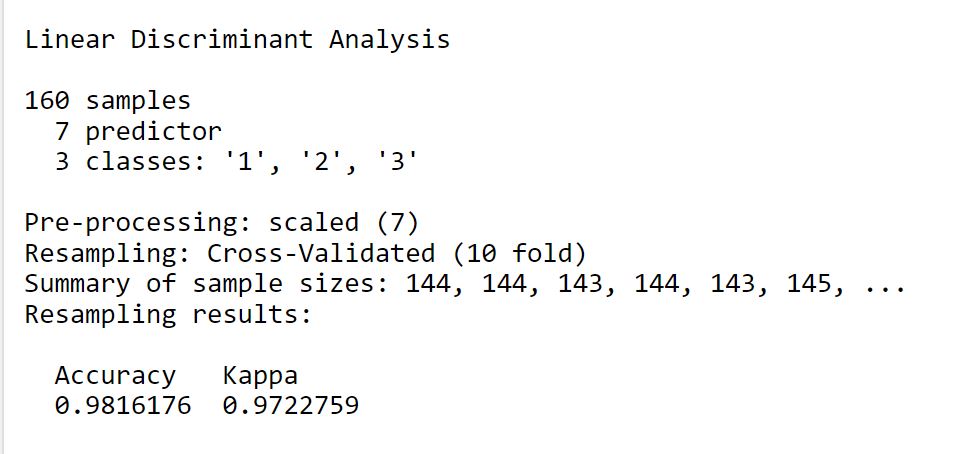 Linear Discriminant Analysis
160 samples
7 predictor
3 classes: '1', '2', '3'
Pre-processing: scaled (7)
Resampling: Cross-Validated (10 fold)
Summary of sample sizes: 144, 144, 143, 144, 143, 145, ...
Resampling results:
Accuracy Kappa
0.9816176 0.9722759